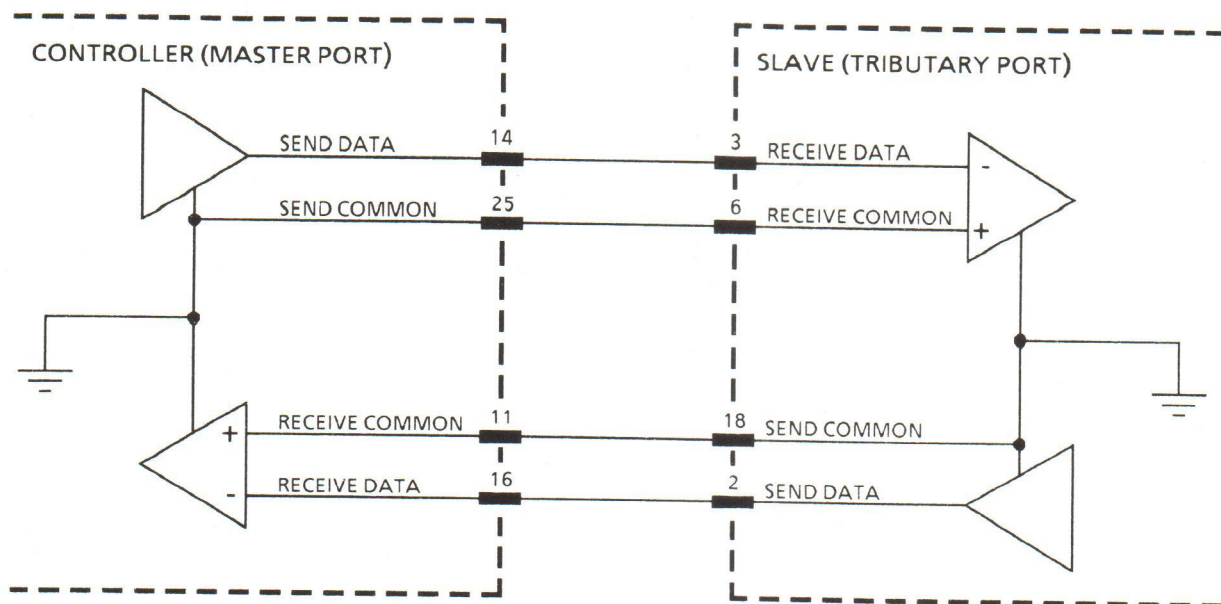 CONTROLLER (MASTER PORT)
SLAVE (TRIBUTARY PORT)
SEND DATA
14
3
RECEIVE DATA
-
SEND COMMON
25
6
RECEIVE COMMON
+
+
RECEIVE COMMON
11
18
SEND COMMON
-
RECEIVE DATA
16
2
SEND DATA